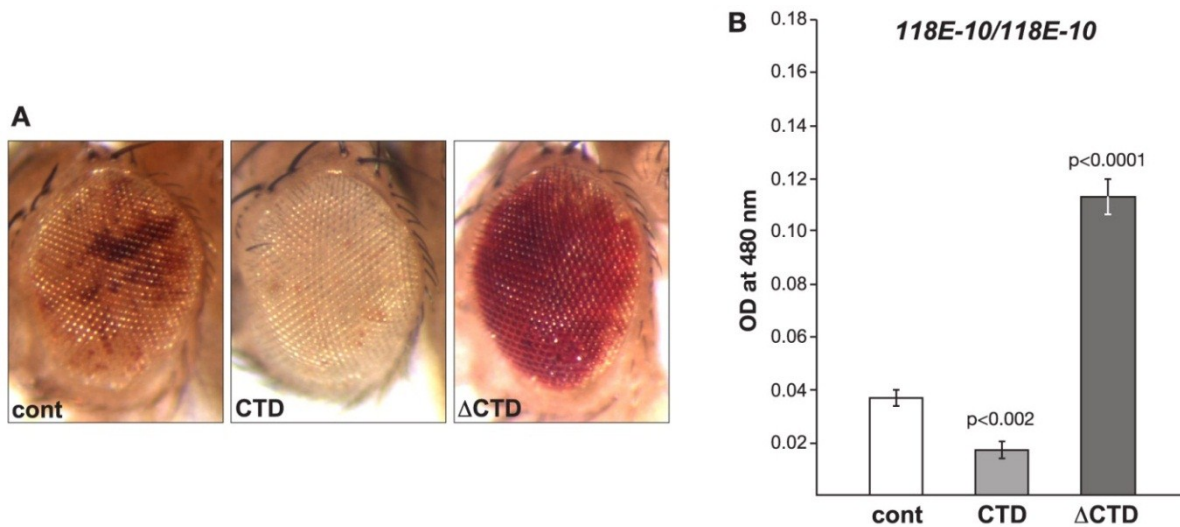 A
cont
CTD
ΔCTD
B
118E-10/118E-10
OD at 480 nm
0.18
0.16
0.14
0.12
0.10
0.08
0.06
0.04
0.02
p<0.002
p<0.0001
cont
CTD
ΔCTD